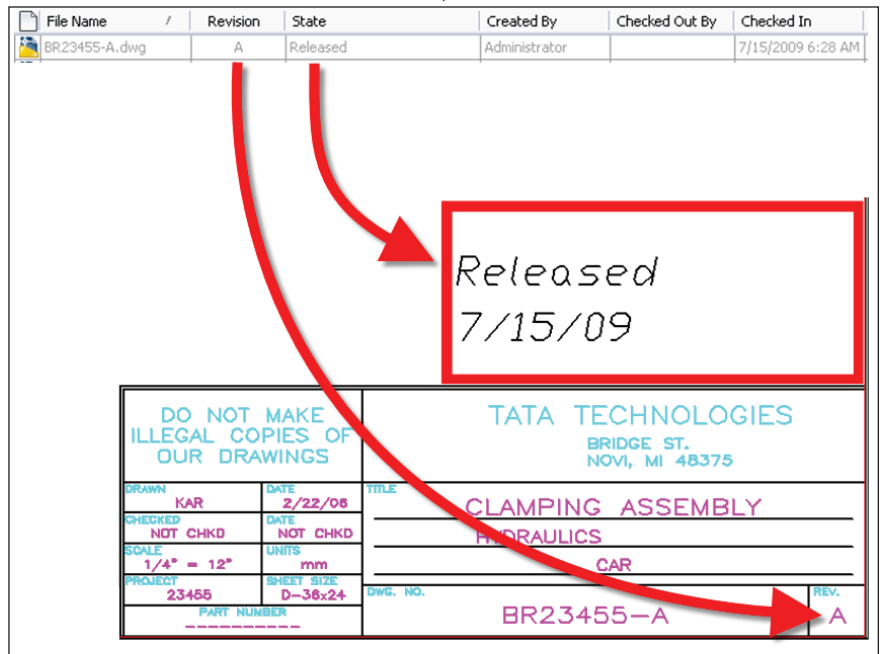 File Name / Revision State Created By Checked Out By Checked In
BR23455-A.dwg A Released Administrator 7/15/2009 6:28 AM
Released
7/15/09
DO NOT MAKE
ILLEGAL COPIES OF
OUR DRAWINGS
TATA TECHNOLOGIES
BRIDGE ST.
NOVI, MI 48375
DRAWN
KAR
DATE
2/22/06
CHECKED
NOT CHKD
DATE
NOT CHKD
SCALE
1/4" = 12"
UNITS
mm
PROJECT
23455
SHEET SIZE
D-36x24
PART NUMBER
----------
TITLE
CLAMPING ASSEMBLY
HYDRAULICS
CAR
DWG. NO.
BR23455-A
REV.
A